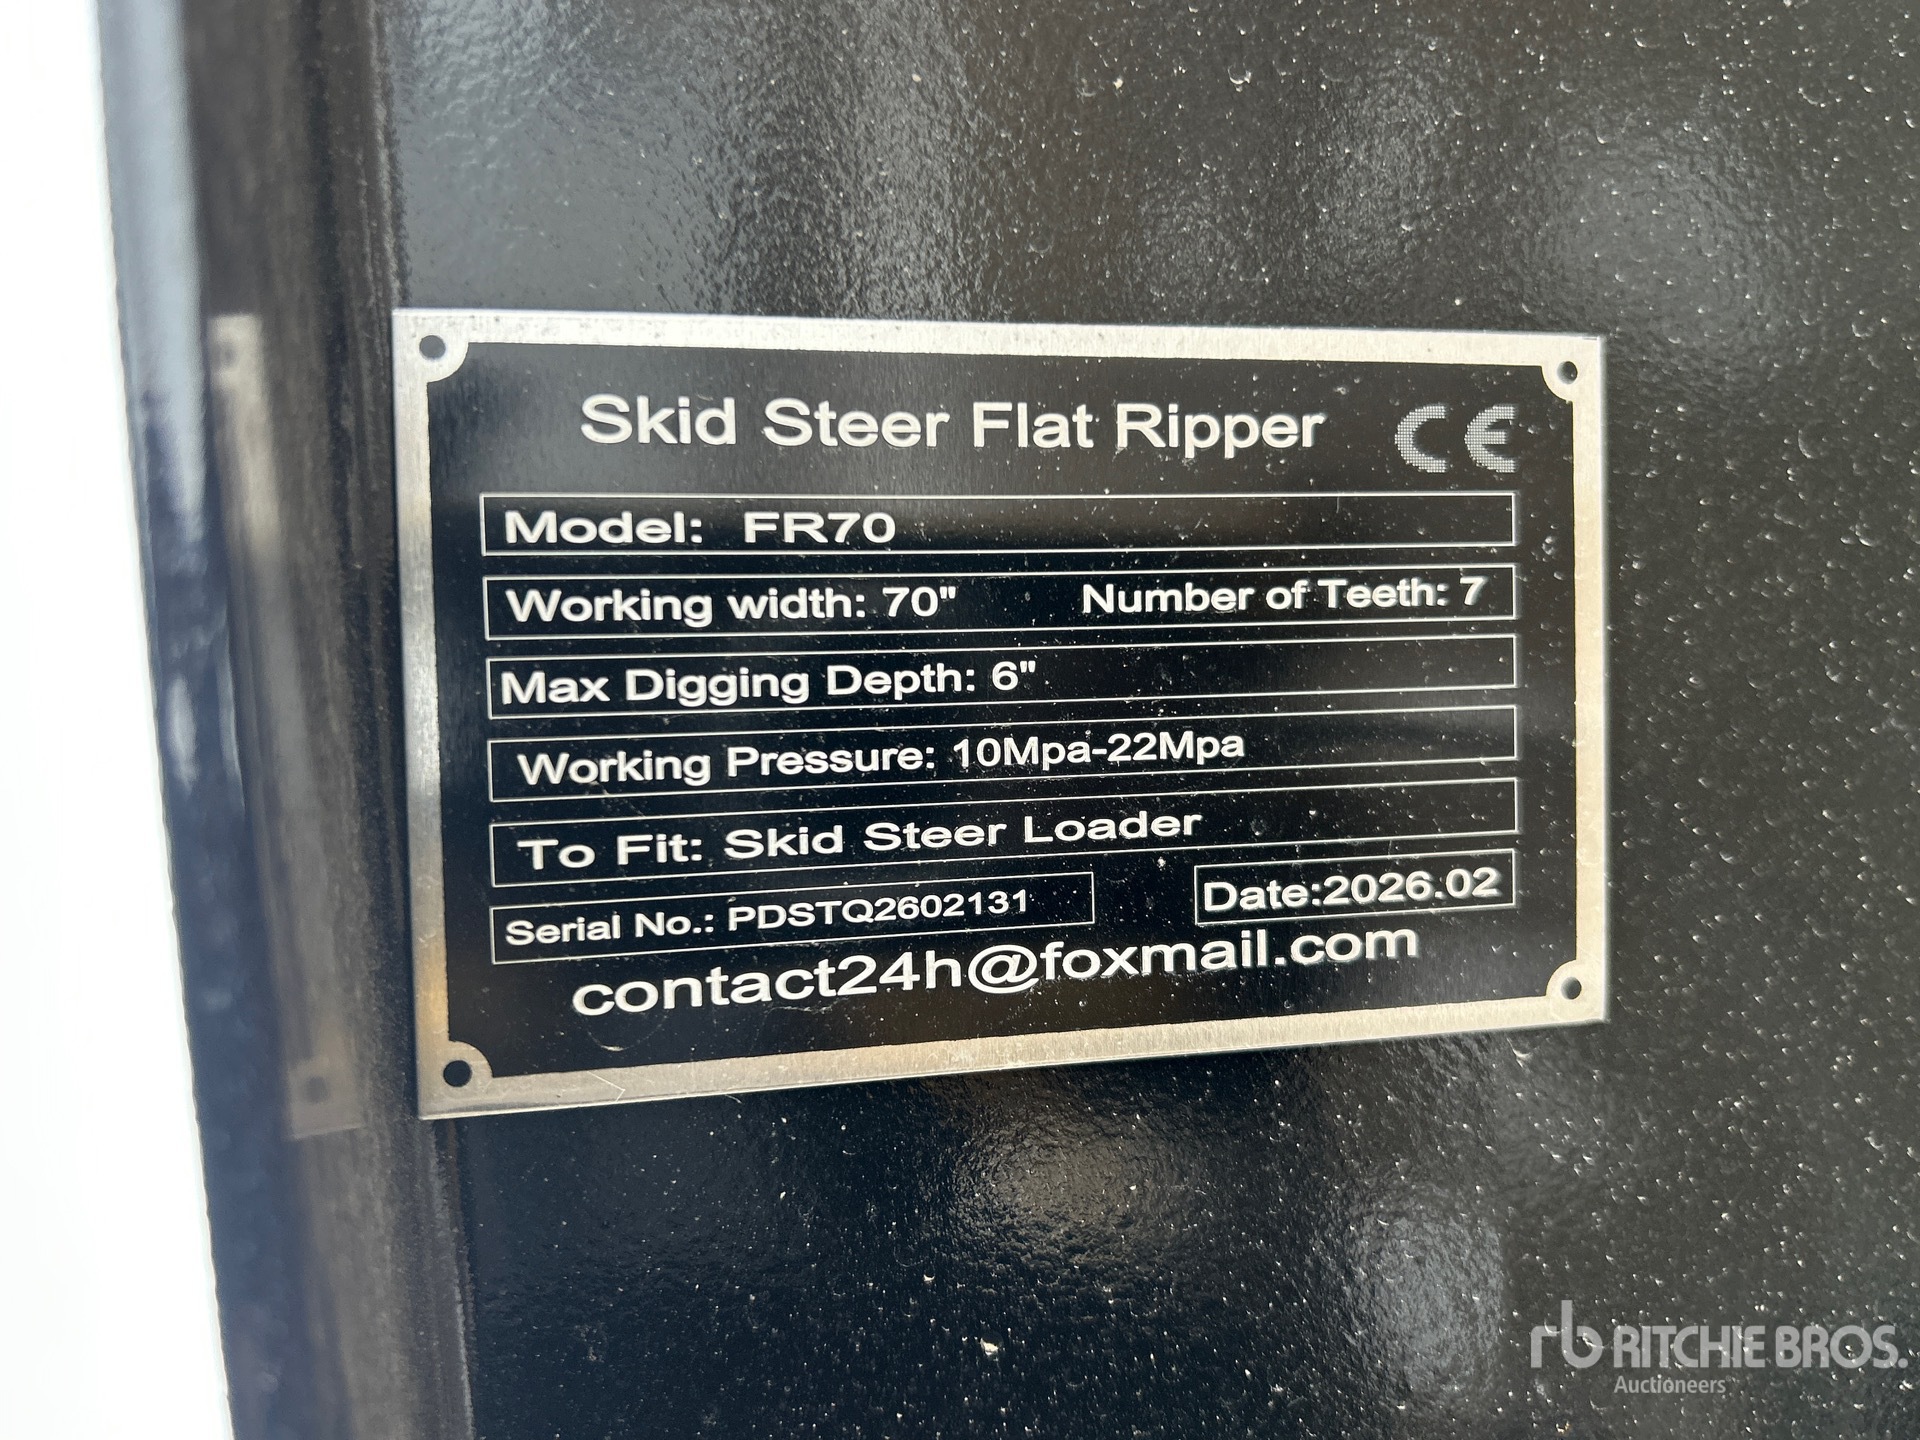 Skid Steer Flat Ripper CE
Model: FR70
Working width: 70" Number of Teeth: 7
Max Digging Depth: 6"
Working Pressure: 10Mpa-22Mpa
To Fit: Skid Steer Loader
Serial No.: PDSTQ2602131 Date:2026.02
contact24h@foxmail.com
rb RITCHIE BROS.
Auctioneers